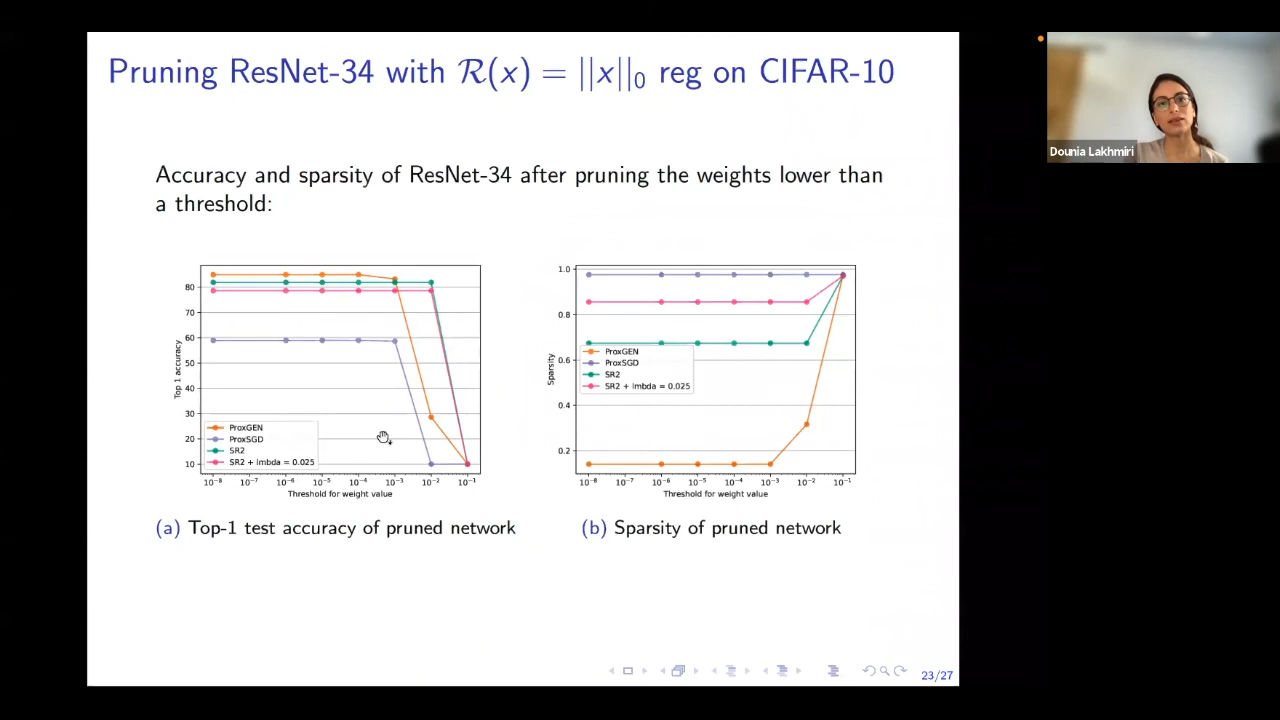 Pruning ResNet-34 with R(x) = ||x||₀ reg on CIFAR-10
Dounia Lakhmiri
Accuracy and sparsity of ResNet-34 after pruning the weights lower than
a threshold:
80
70
60
50
40
30
20
10
Top 1 accuracy
ProxGEN
ProxSGD
SR2
SR2 + lmbda = 0.025
10⁻⁸ 10⁻⁷ 10⁻⁶ 10⁻⁵ 10⁻⁴ 10⁻³ 10⁻² 10⁻¹
Threshold for weight value
1.0
0.8
0.6
0.4
0.2
Sparsity
ProxGEN
ProxSGD
SR2
SR2 + lmbda = 0.025
10⁻⁸ 10⁻⁷ 10⁻⁶ 10⁻⁵ 10⁻⁴ 10⁻³ 10⁻² 10⁻¹
Threshold for weight value
(a) Top-1 test accuracy of pruned network
(b) Sparsity of pruned network
23/27